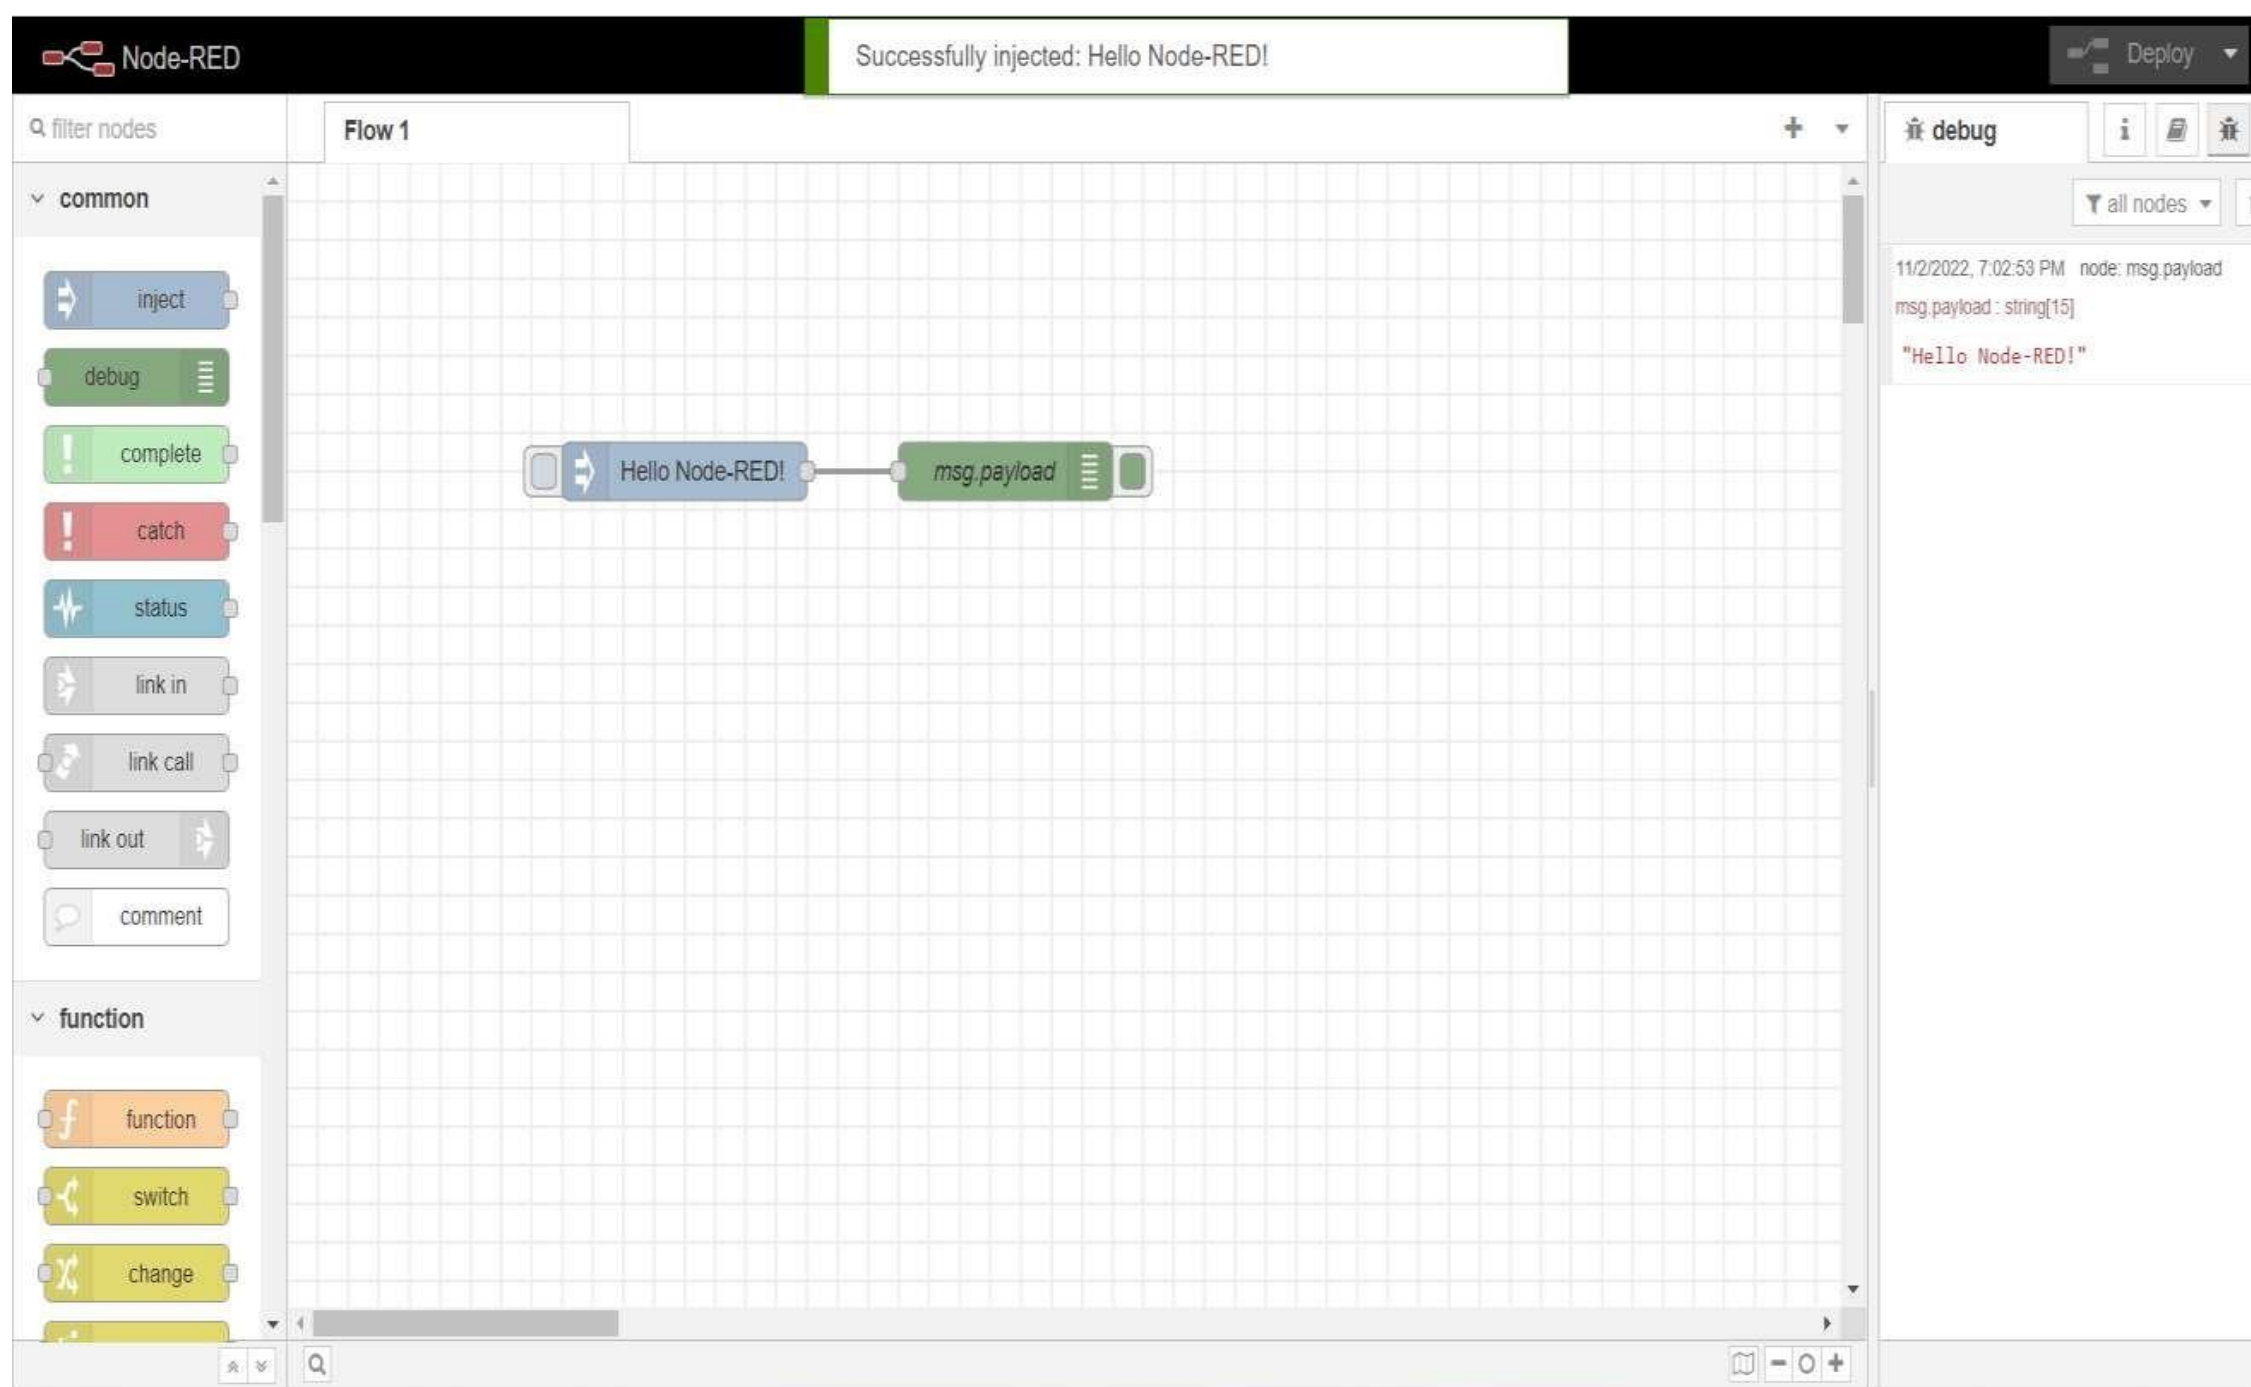 Node-RED
Successfully injected: Hello Node-RED!
Deploy
filter nodes
Flow 1
debug
i
all nodes
common
inject
debug
complete
catch
status
link in
link call
link out
comment
function
function
switch
change
Hello Node-RED!
msg.payload
11/2/2022, 7:02:53 PM node: msg.payload
msg.payload : string[15]
"Hello Node-RED!"